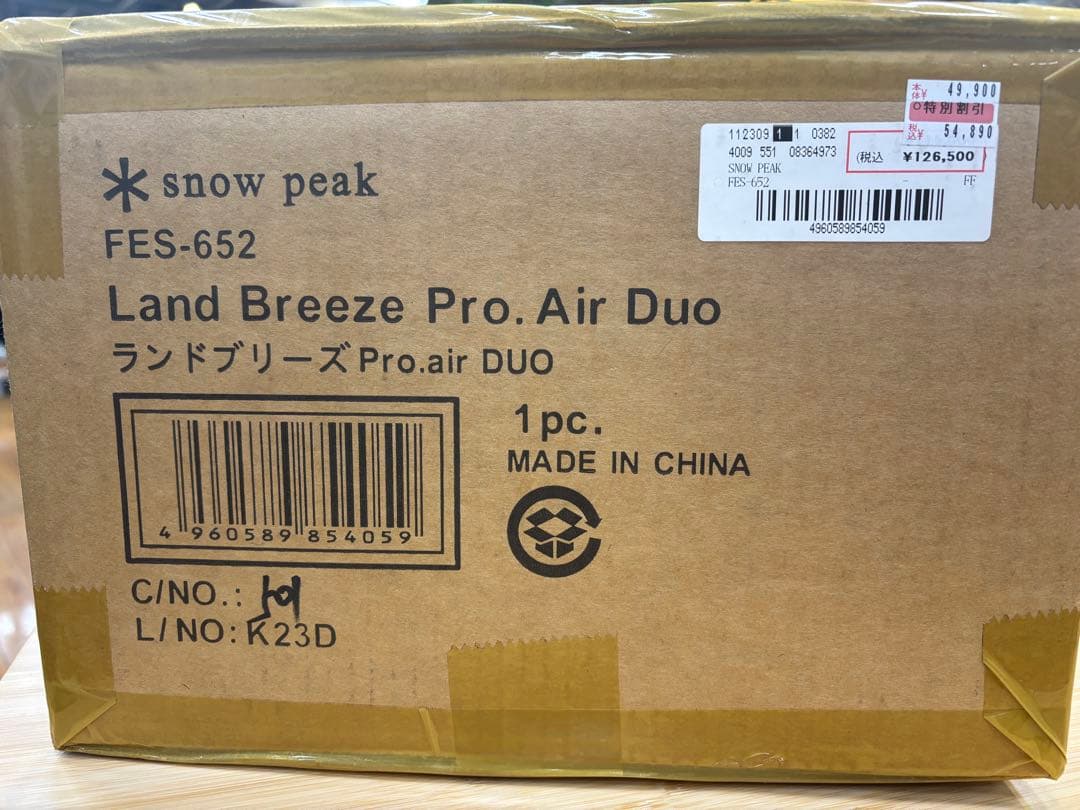 snow peak
FES-652
Land Breeze Pro. Air Duo
ランドブリーズPro.air DUO
4 960589 854059
1pc.
MADE IN CHINA
C/NO.:
L/NO: K23D
本体¥ 49,900
特別割引
税込¥ 54,890
112309 1 1 0382
4009 551 08364973
(税込 ¥126,500)
SNOW PEAK
FES-652 - FF
4960589854059